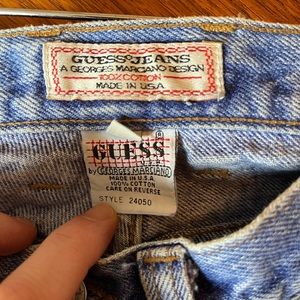 GUESS JEANS
A GEORGES MARCIANO DESIGN
100% COTTON
MADE IN U.S.A
GUESS
U.S.A.
by GEORGES MARCIANO
MADE IN U.S.A.
100% COTTON
CARE ON REVERSE
STYLE 24050